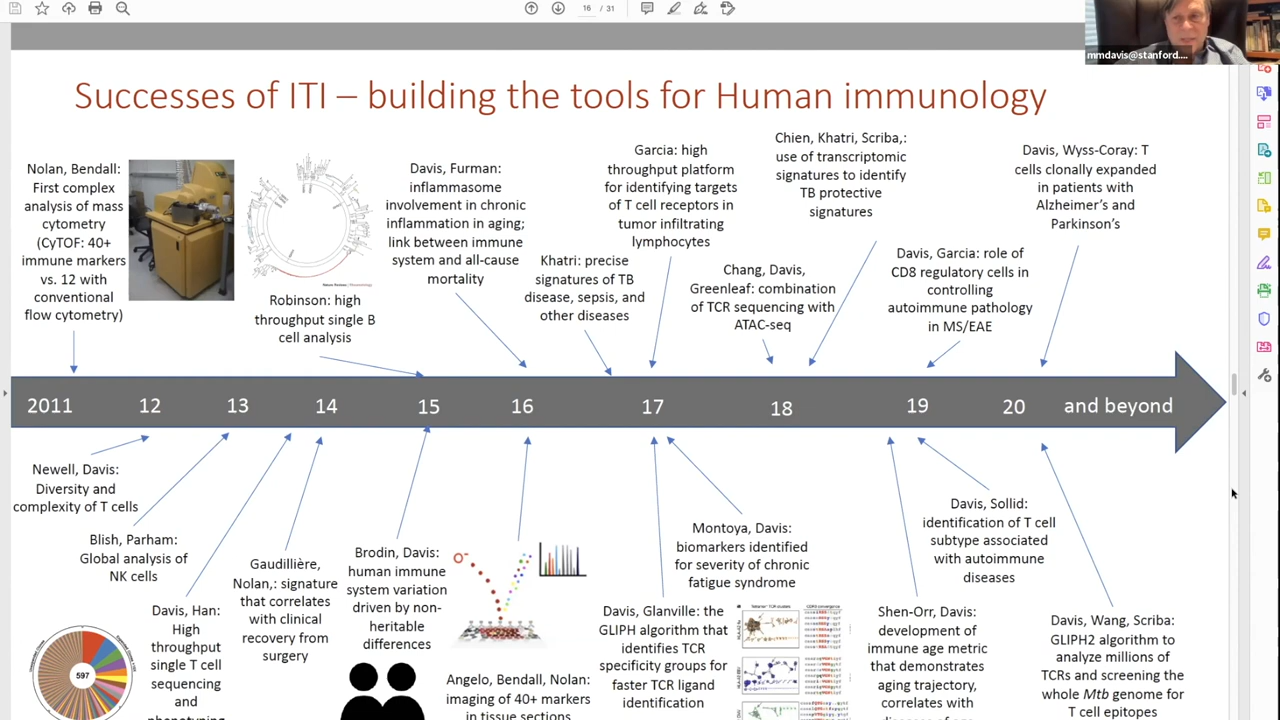 16 / 31
mmdavis@stanford....
Successes of ITI – building the tools for Human immunology
Nolan, Bendall:
First complex
analysis of mass
cytometry
(CyTOF: 40+
immune markers
vs. 12 with
conventional
flow cytometry)
Robinson: high
throughput single B
cell analysis
Davis, Furman:
inflammasome
involvement in chronic
inflammation in aging;
link between immune
system and all-cause
mortality
Khatri: precise
signatures of TB
disease, sepsis, and
other diseases
Garcia: high
throughput platform
for identifying targets
of T cell receptors in
tumor infiltrating
lymphocytes
Chang, Davis,
Greenleaf: combination
of TCR sequencing with
ATAC-seq
Chien, Khatri, Scriba,:
use of transcriptomic
signatures to identify
TB protective
signatures
Davis, Garcia: role of
CD8 regulatory cells in
controlling
autoimmune pathology
in MS/EAE
Davis, Wyss-Coray: T
cells clonally expanded
in patients with
Alzheimer's and
Parkinson's
2011 12 13 14 15 16 17 18 19 20 and beyond
Newell, Davis:
Diversity and
complexity of T cells
Blish, Parham:
Global analysis of
NK cells
Davis, Han:
High
throughput
single T cell
sequencing
and
phenotyping
597
Gaudillière,
Nolan,: signature
that correlates
with clinical
recovery from
surgery
Brodin, Davis:
human immune
system variation
driven by non-
heritable
differences
O⁻
Angelo, Bendall, Nolan:
imaging of 40+ markers
in tissue sections
Davis, Glanville: the
GLIPH algorithm that
identifies TCR
specificity groups for
faster TCR ligand
identification
Montoya, Davis:
biomarkers identified
for severity of chronic
fatigue syndrome
Shen-Orr, Davis:
development of
immune age metric
that demonstrates
aging trajectory,
correlates with
Davis, Sollid:
identification of T cell
subtype associated
with autoimmune
diseases
Davis, Wang, Scriba:
GLIPH2 algorithm to
analyze millions of
TCRs and screening the
whole Mtb genome for
T cell epitopes